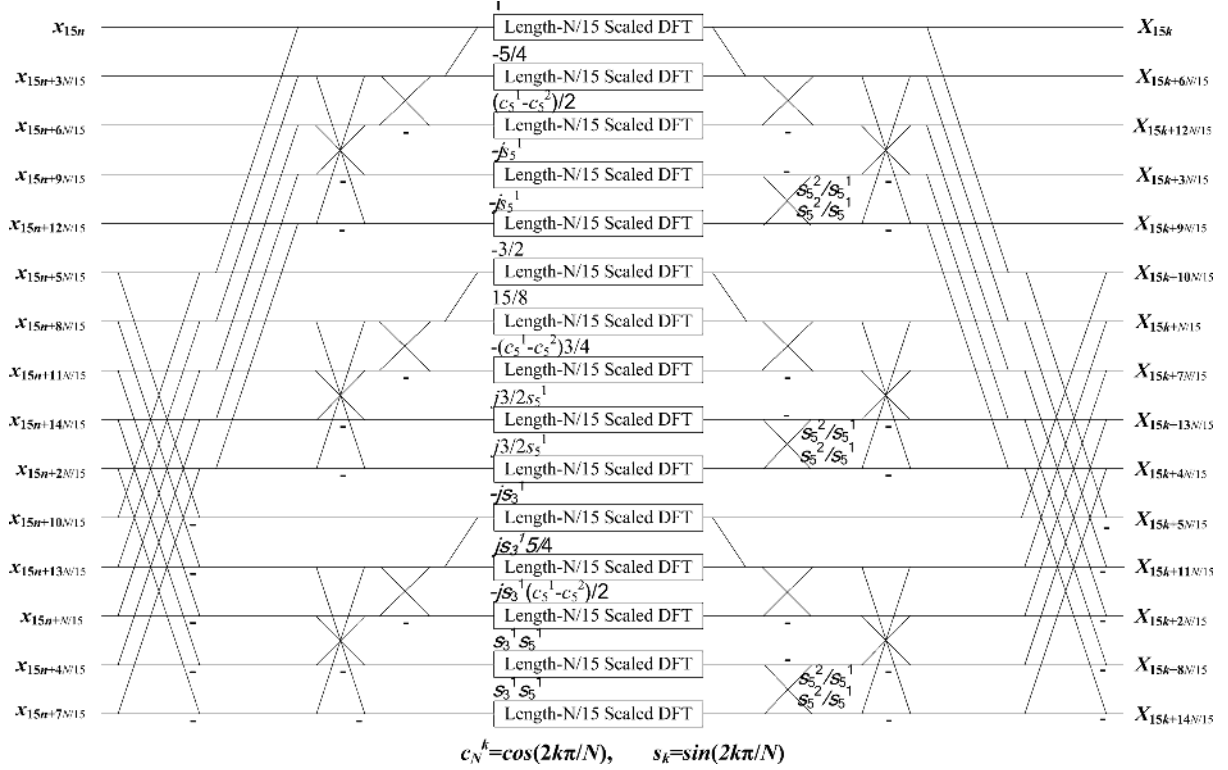 x15n Length-N/15 Scaled DFT X15k
-5/4
x15n+3N/15 Length-N/15 Scaled DFT X15k+6N/15
(c5^1-c5^2)/2
x15n+6N/15 Length-N/15 Scaled DFT X15k+12N/15
-
-
-js5^1
-
x15n+9N/15 Length-N/15 Scaled DFT X15k+3N/15
-
s5^2/s5^1
-
-js5^1
s5^2/s5^1
x15n+12N/15 Length-N/15 Scaled DFT X15k+9N/15
-
-
-3/2
x15n+5N/15 Length-N/15 Scaled DFT X15k-10N/15
15/8
x15n+8N/15 Length-N/15 Scaled DFT X15k+N/15
-(c5^1-c5^2)3/4
x15n+11N/15 Length-N/15 Scaled DFT X15k+7N/15
-
-
j3/2s5^1
-
x15n+14N/15 Length-N/15 Scaled DFT X15k-13N/15
-
s5^2/s5^1
-
j3/2s5^1
s5^2/s5^1
x15n+2N/15 Length-N/15 Scaled DFT X15k+4N/15
-
-
-js3^1
x15n+10N/15 Length-N/15 Scaled DFT X15k+5N/15
-
-
js3^1 5/4
x15n+13N/15 Length-N/15 Scaled DFT X15k+11N/15
-
-
-js3^1(c5^1-c5^2)/2
x15n+N/15 Length-N/15 Scaled DFT X15k+2N/15
-
-
-
-
s3^1 s5^1
-
x15n+4N/15 Length-N/15 Scaled DFT X15k-8N/15
-
-
s5^2/s5^1
-
-
s3^1 s5^1
s5^2/s5^1
x15n+7N/15 Length-N/15 Scaled DFT X15k+14N/15
-
-
-
-
cN^k=cos(2kπ/N), sk=sin(2kπ/N)